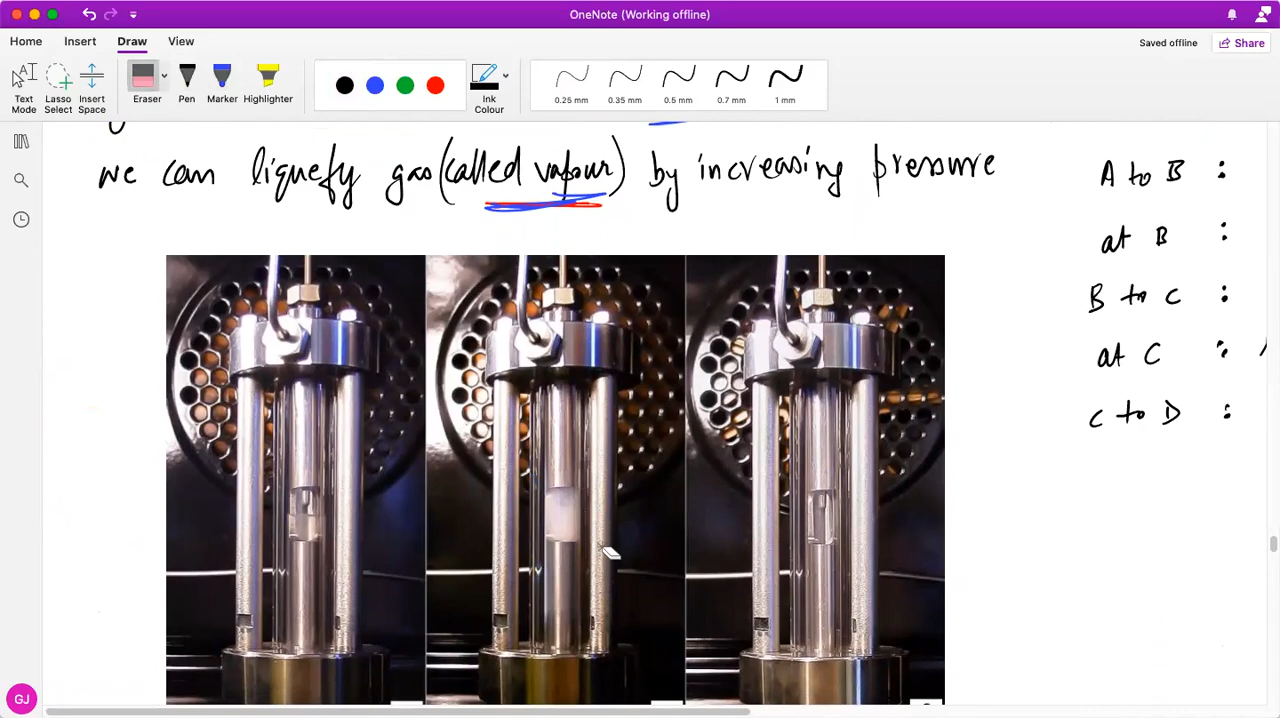 OneNote (Working offline)
Home Insert Draw View
Saved offline Share
Text Mode
Lasso Select
Insert Space
Eraser
Pen
Marker
Highlighter
Ink Colour
0.25 mm 0.35 mm 0.5 mm 0.7 mm 1 mm
we can liquefy gas (called vapour) by increasing pressure
A to B :
at B :
B to C :
at C :
C to D :
GJ